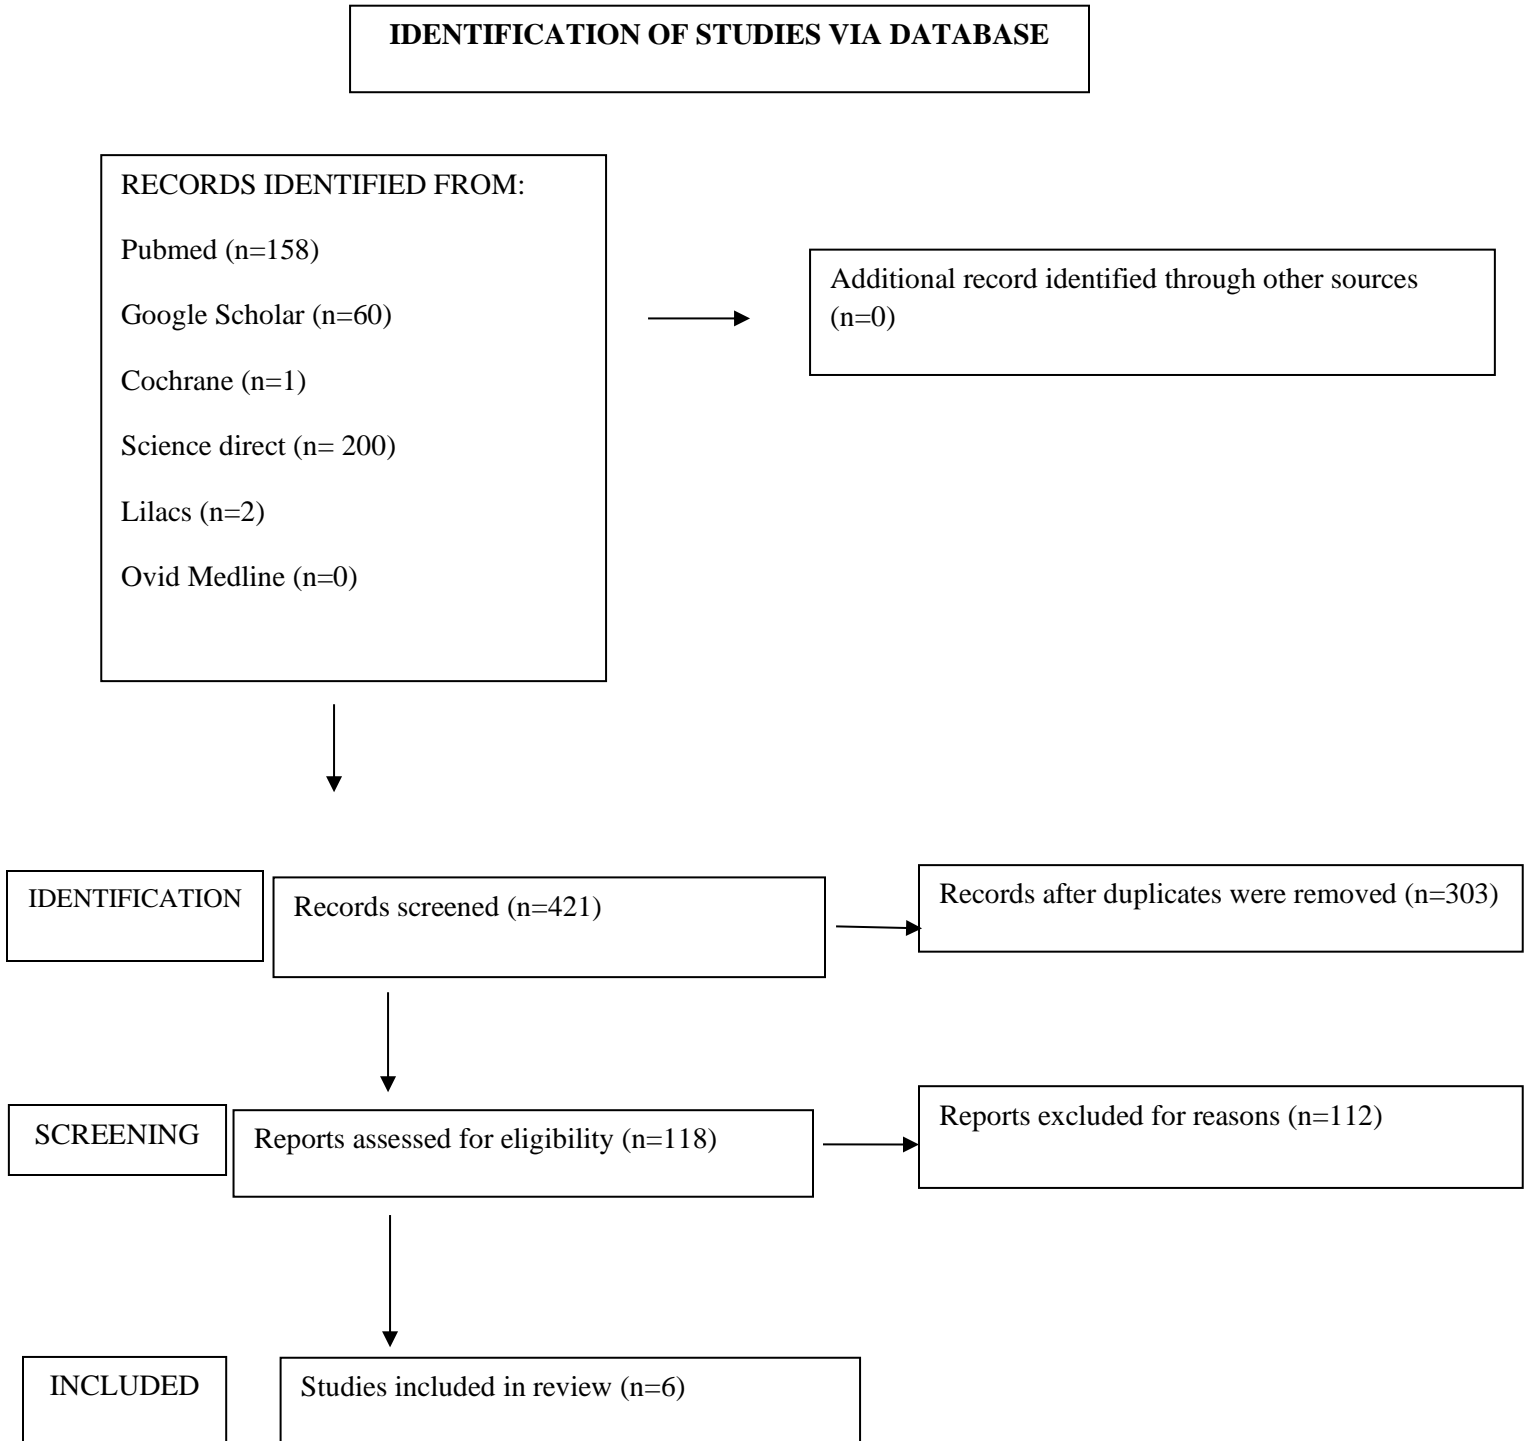 IDENTIFICATION OF STUDIES VIA DATABASE
RECORDS IDENTIFIED FROM:
Pubmed (n=158)
Google Scholar (n=60)
Cochrane (n=1)
Science direct (n= 200)
Lilacs (n=2)
Ovid Medline (n=0)
Additional record identified through other sources
(n=0)
IDENTIFICATION
Records screened (n=421)
Records after duplicates were removed (n=303)
SCREENING
Reports assessed for eligibility (n=118)
Reports excluded for reasons (n=112)
INCLUDED
Studies included in review (n=6)